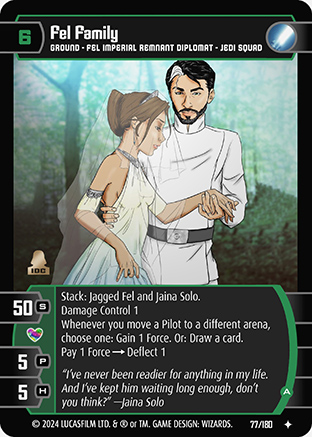 6
Fel Family
GROUND - FEL IMPERIAL REMNANT DIPLOMAT - JEDI SQUAD
IDC
50 S
5 P
5 H
Stack: Jagged Fel and Jaina Solo.
Damage Control 1
Whenever you move a Pilot to a different arena,
choose one: Gain 1 Force. Or: Draw a card.
Pay 1 Force → Deflect 1
“I’ve never been readier for anything in my life.
And I’ve kept him waiting long enough, don’t
you think?” —Jaina Solo
A
© 2024 LUCASFILM LTD. & ® or TM. GAME DESIGN: WIZARDS.
77/180